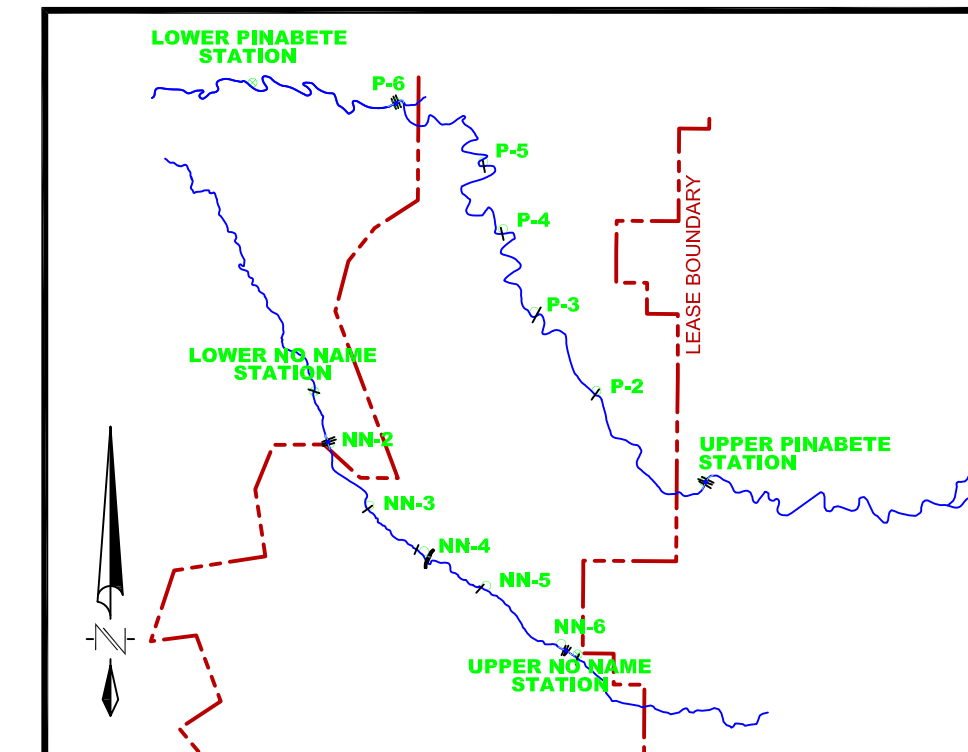 LOWER PINABETE
STATION
P-6
P-5
P-4
P-3
LEASE BOUNDARY
LOWER NO NAME
STATION
P-2
NN-2
UPPER PINABETE
STATION
NN-3
NN-4
NN-5
N
NN-6
UPPER NO NAME
STATION